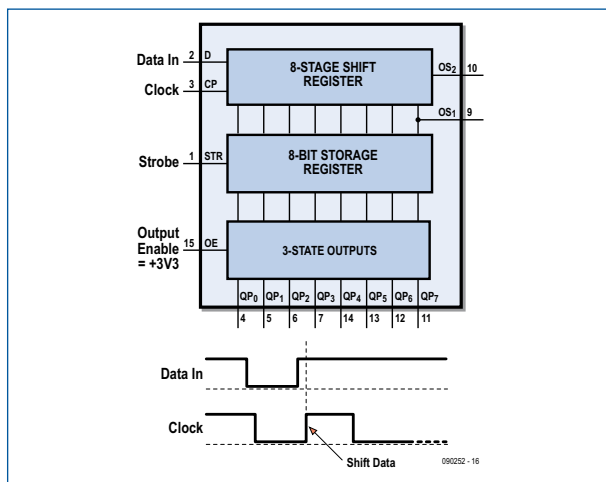 Data In 2 D
8-STAGE SHIFT
REGISTER
OS2 10
Clock 3 CP
OS1 9
8-BIT STORAGE
REGISTER
Strobe 1 STR
Output
Enable 15 OE
= +3V3
3-STATE OUTPUTS
QP0 QP1 QP2 QP3 QP4 QP5 QP6 QP7
4 5 6 7 14 13 12 11
Data In
Clock
Shift Data
090252 - 16